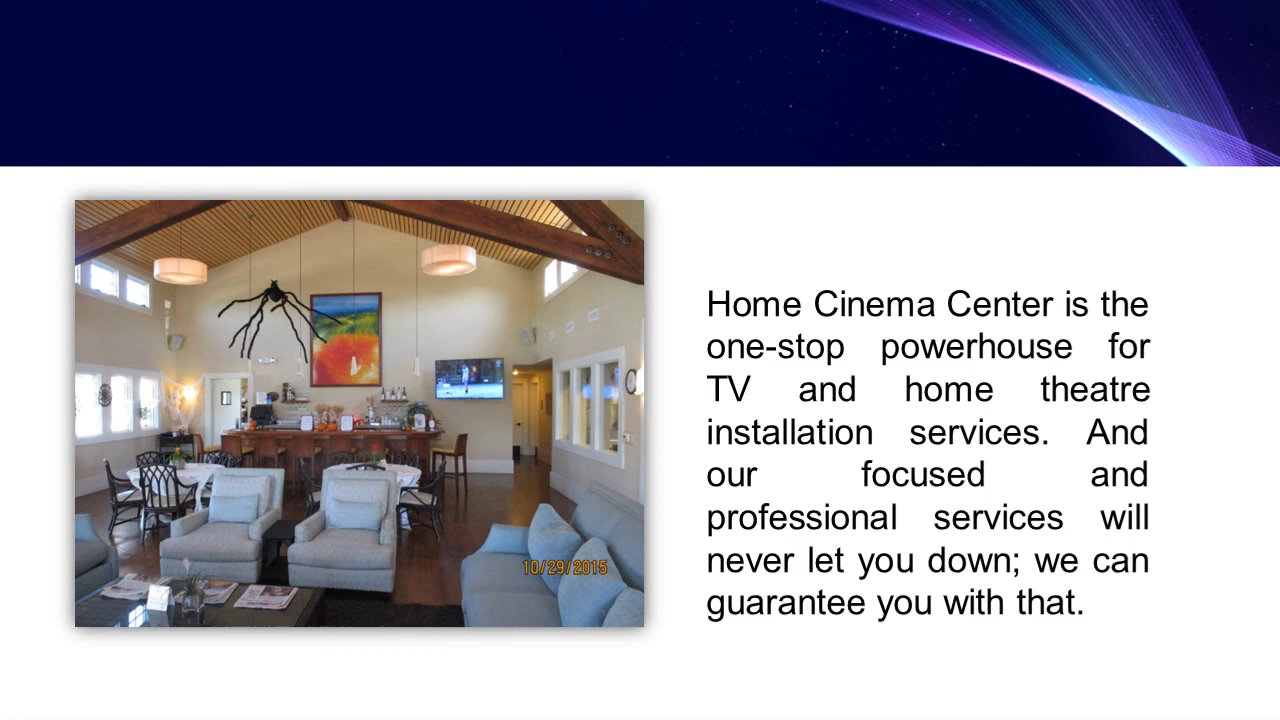 Home Cinema Center is the
one-stop powerhouse for
TV and home theatre
installation services. And
our focused and
professional services will
never let you down; we can
guarantee you with that.
10/29/2015